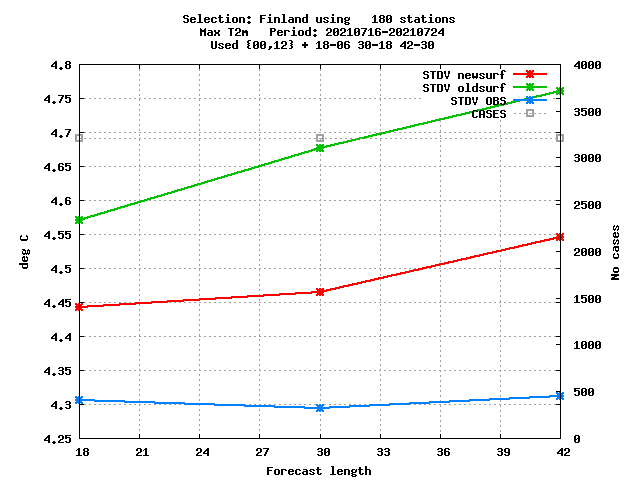 Selection: Finland using   180 stations
Max T2m   Period: 20210716-20210724
Used {00,12} + 18-06 30-18 42-30
STDV newsurf
STDV oldsurf
STDV OBS
CASES
deg C
4.8
4.75
4.7
4.65
4.6
4.55
4.5
4.45
4.4
4.35
4.3
4.25
No cases
4000
3500
3000
2500
2000
1500
1000
500
0
18 21 24 27 30 33 36 39 42
Forecast length